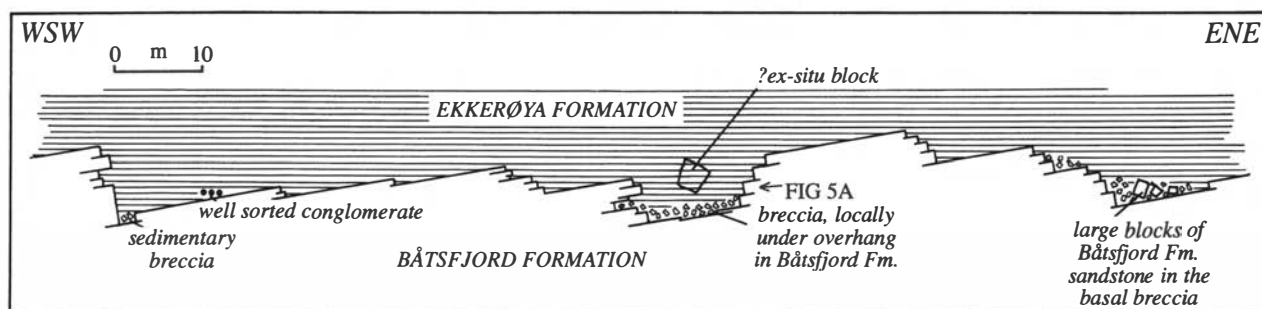 WSW
ENE
0 m 10
?ex-situ block
EKKERØYA FORMATION
FIG 5A
well sorted conglomerate
sedimentary
breccia
BÅTSFJORD FORMATION
breccia, locally
under overhang
in Båtsfjord Fm.
large blocks of
Båtsfjord Fm.
sandstone in the
basal breccia